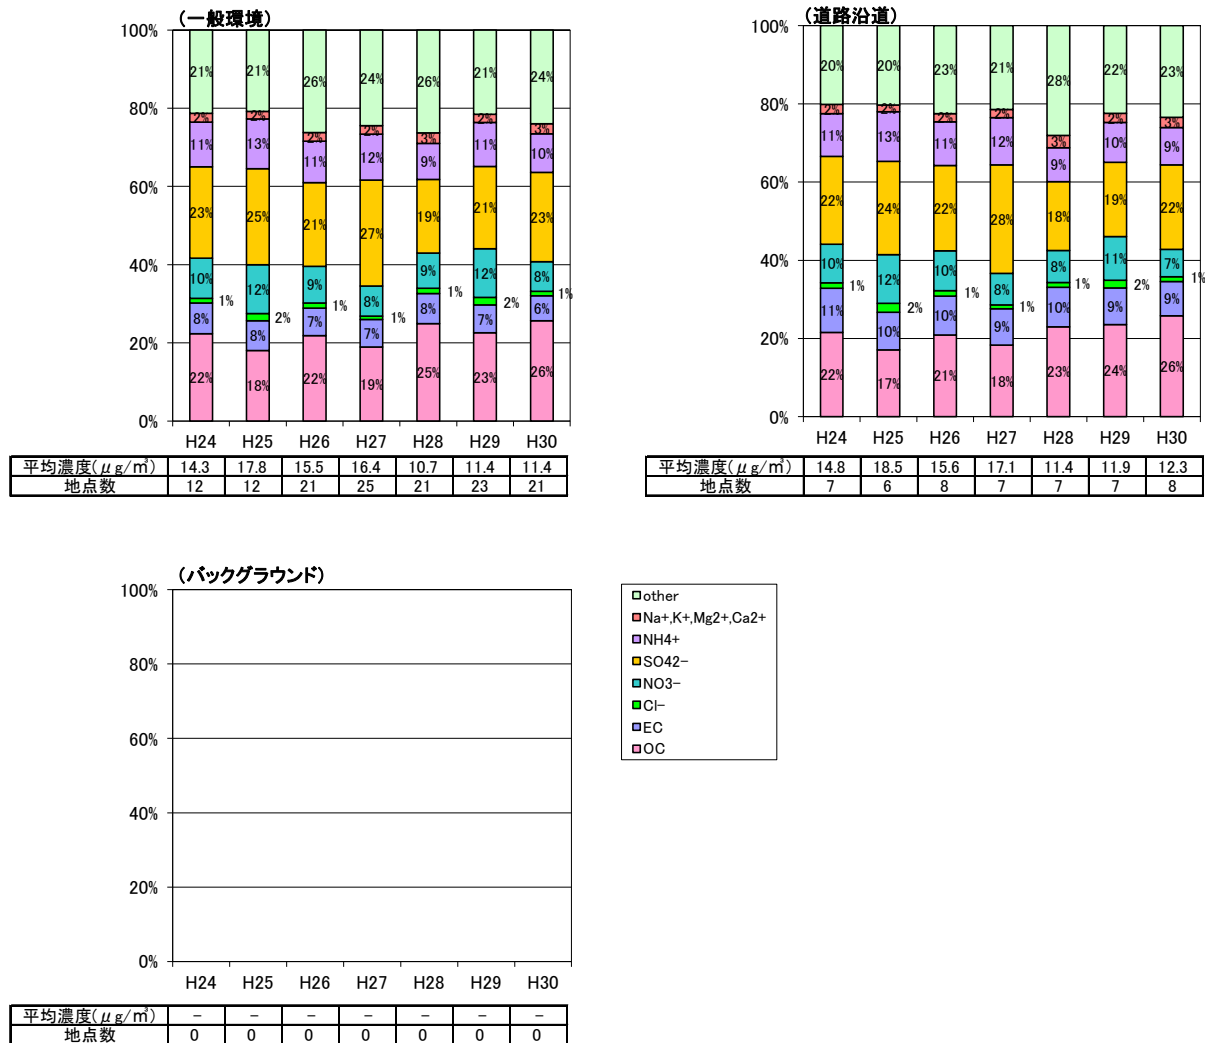 (一般環境)
100%
80%
60%
40%
20%
0%
21% 21% 26% 24% 26% 21% 24%
2% 2% 2% 2% 3% 2% 3%
11% 13% 11% 12% 9% 11% 10%
23% 25% 21% 27% 19% 21% 23%
10% 12% 9% 8% 9% 12% 8%
1% 2% 1% 1% 1% 2% 1%
8% 8% 7% 7% 8% 7% 6%
22% 18% 22% 19% 25% 23% 26%
H24 H25 H26 H27 H28 H29 H30
平均濃度(μg/㎥) 14.3 17.8 15.5 16.4 10.7 11.4 11.4
地点数 12 12 21 25 21 23 21
(道路沿道)
100%
80%
60%
40%
20%
0%
20% 20% 23% 21% 28% 22% 23%
2% 2% 2% 2% 3% 2% 3%
11% 13% 11% 12% 9% 10% 9%
22% 24% 22% 28% 18% 19% 22%
10% 12% 10% 8% 8% 11% 7%
1% 2% 1% 1% 1% 2% 1%
11% 10% 10% 9% 10% 9% 9%
22% 17% 21% 18% 23% 24% 26%
H24 H25 H26 H27 H28 H29 H30
平均濃度(μg/㎥) 14.8 18.5 15.6 17.1 11.4 11.9 12.3
地点数 7 6 8 7 7 7 8
(バックグラウンド)
100%
80%
60%
40%
20%
0%
H24 H25 H26 H27 H28 H29 H30
平均濃度(μg/㎥) − − − − − − −
地点数 0 0 0 0 0 0 0
other
Na+,K+,Mg2+,Ca2+
NH4+
SO42−
NO3−
Cl−
EC
OC